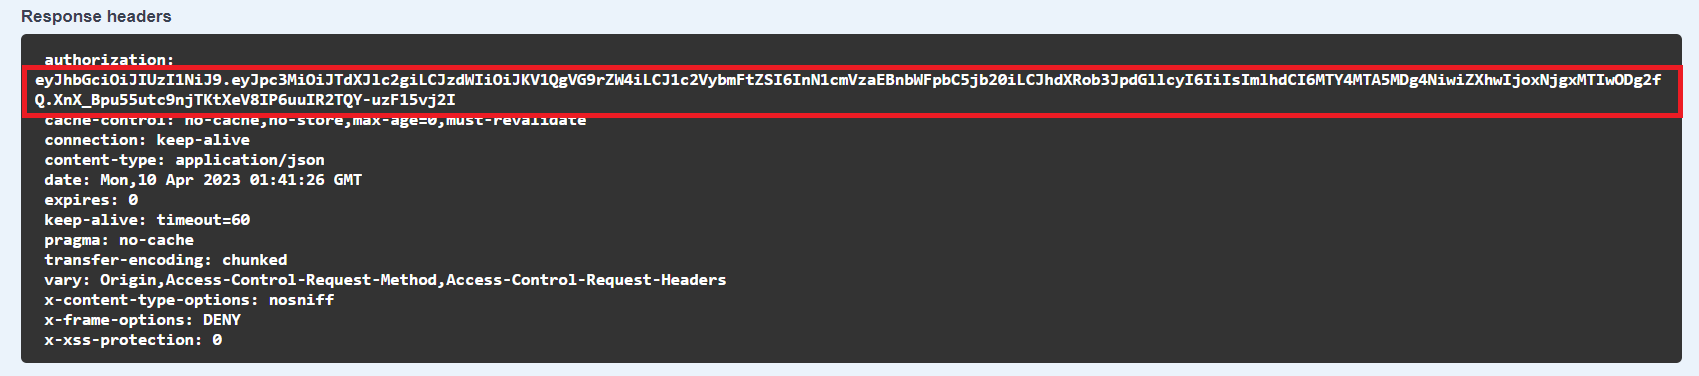 Response headers
authorization:
eyJhbGciOiJIUzI1NiJ9.eyJpc3MiOiJTdXJlc2giLCJzdWIiOiJKV1QgVG9rZW4iLCJ1c2VybmFtZSI6InN1cmVzaEBnbWFpbC5jb20iLCJhdXRob3JpdGllcyI6IiIsImlhdCI6MTY4MTA5MDg4NiwiZXhwIjoxNjgxMTIwODg2f
Q.XnX_Bpu55utc9njTKtXeV8IP6uuIR2TQY-uzF15vj2I
cache-control: no-cache,no-store,max-age=0,must-revalidate
connection: keep-alive
content-type: application/json
date: Mon,10 Apr 2023 01:41:26 GMT
expires: 0
keep-alive: timeout=60
pragma: no-cache
transfer-encoding: chunked
vary: Origin,Access-Control-Request-Method,Access-Control-Request-Headers
x-content-type-options: nosniff
x-frame-options: DENY
x-xss-protection: 0